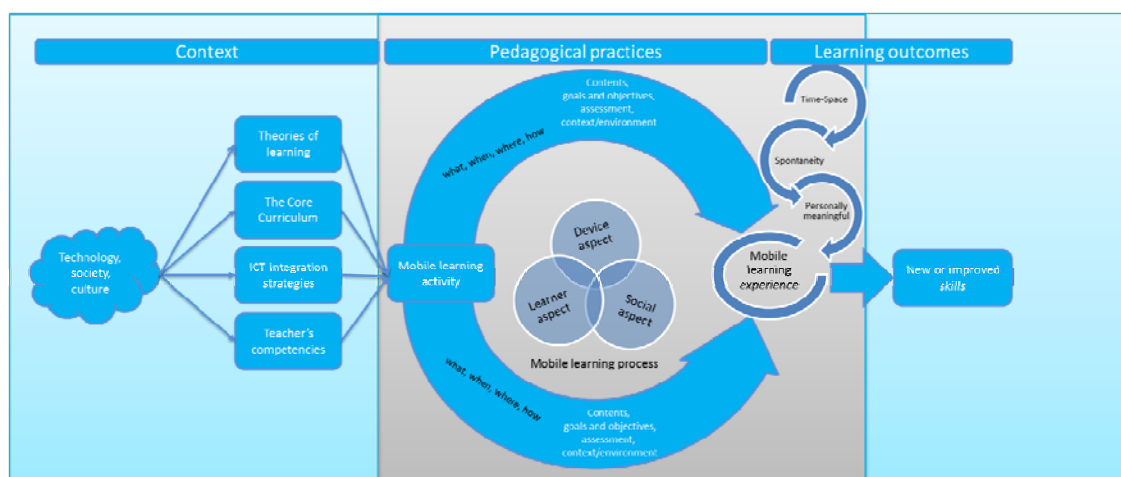 Context
Pedagogical practices
Learning outcomes
Technology,
society,
culture
Theories of
learning
The Core
Curriculum
ICT integration
strategies
Teacher's
competencies
Mobile learning
activity
Contents,
goals and objectives,
assessment,
context/environment
what, when, where, how
Device
aspect
Learner
aspect
Social
aspect
Mobile learning process
what, when, where, how
Contents,
goals and objectives,
assessment,
context/environment
Time-Space
Spontaneity
Personally
meaningful
Mobile
learning
experience
New or improved
skills